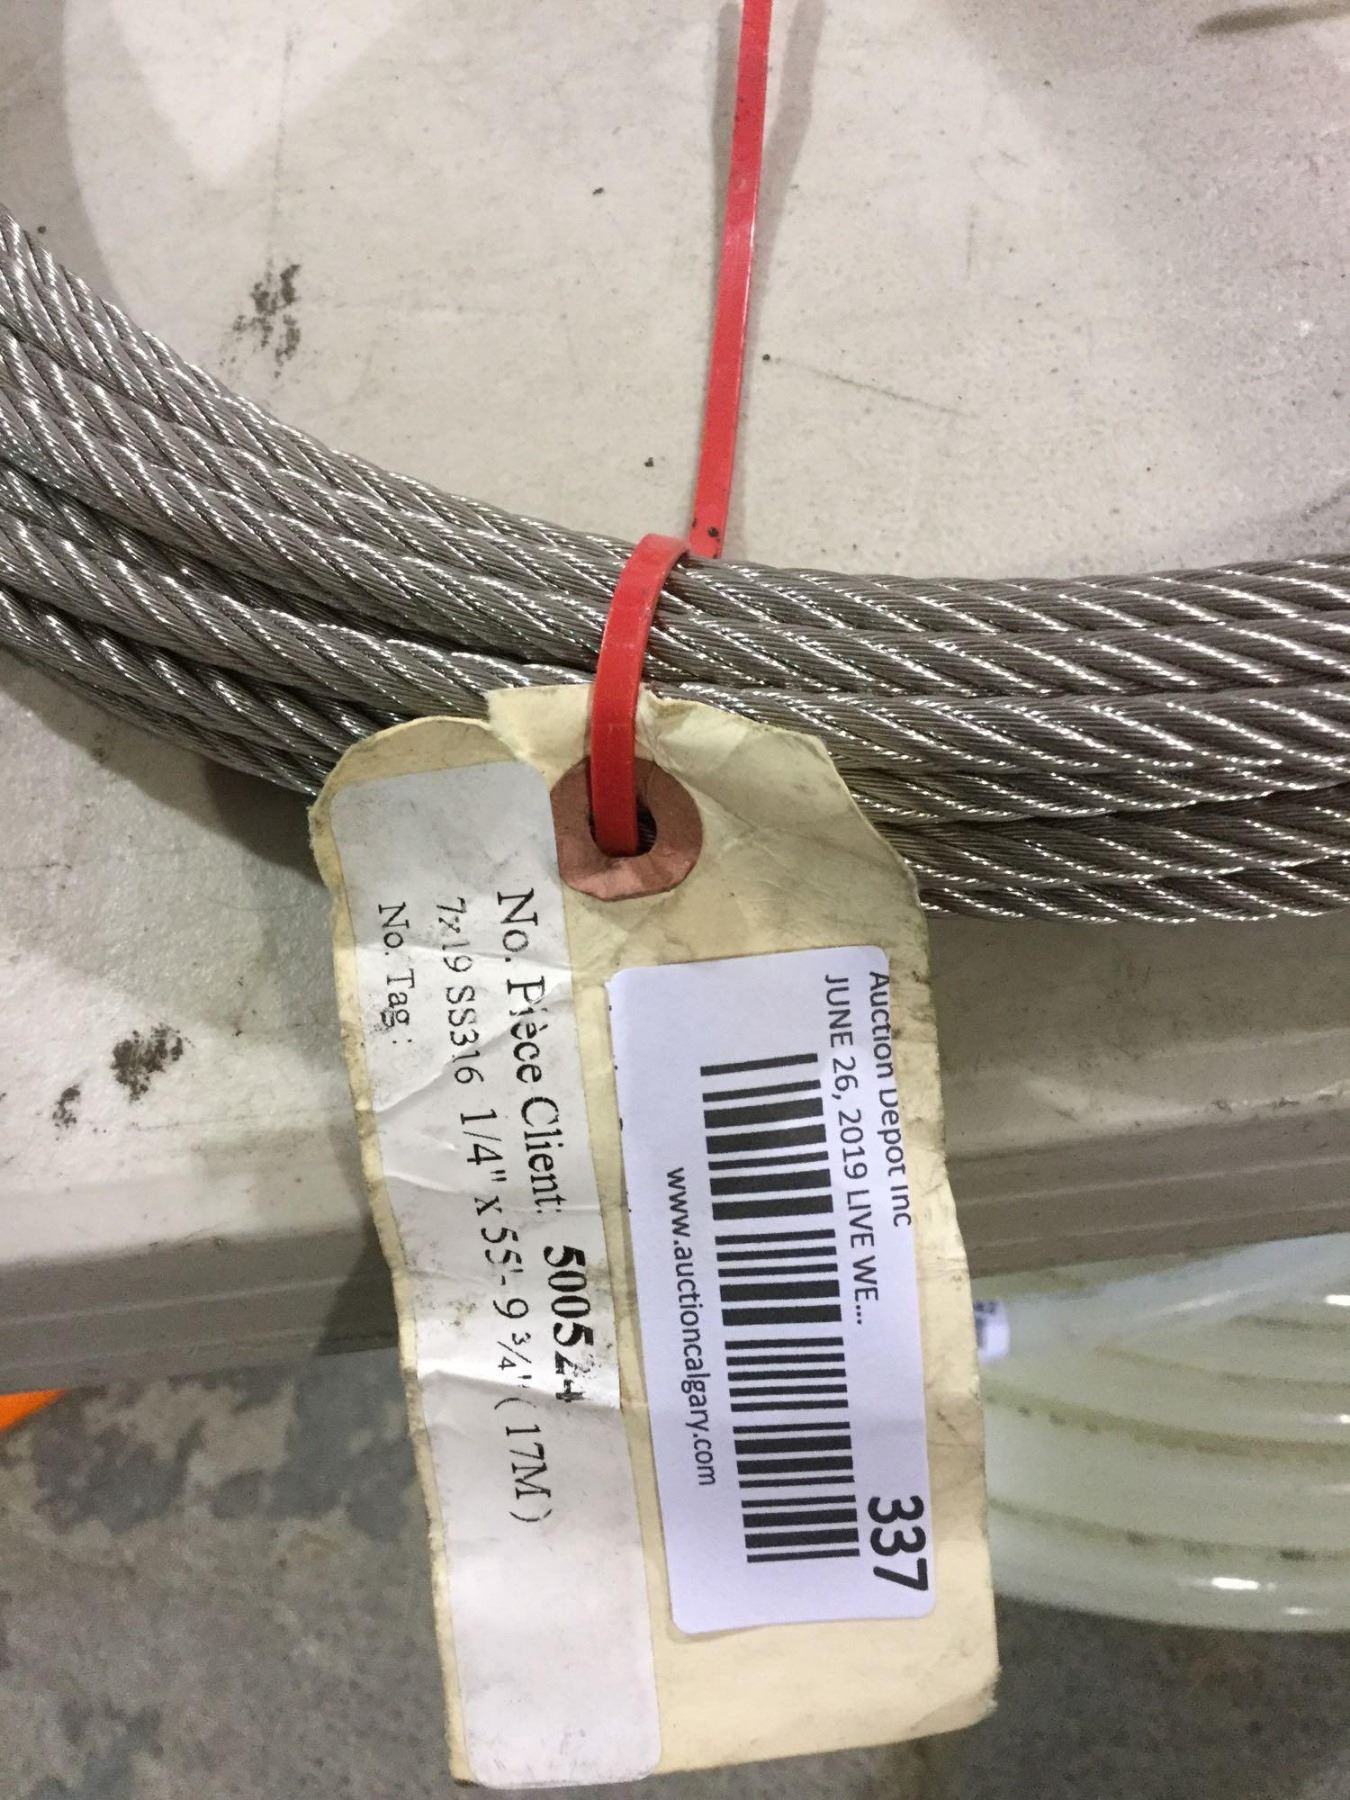 Auction Depot Inc
JUNE 26, 2019 LIVE WE...
337
www.auctioncalgary.com
No. Pièce Client: 500524
7x19 SS316 1/4" x 55'- 9 3/4" ( 17M )
No. Tag :